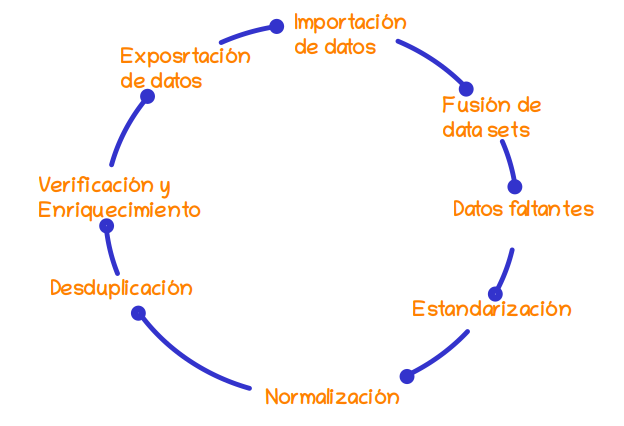 Importación
de datos
Fusión de
data sets
Datos faltantes
Estandarización
Normalización
Desduplicación
Verificación y
Enriquecimiento
Exposrtación
de datos